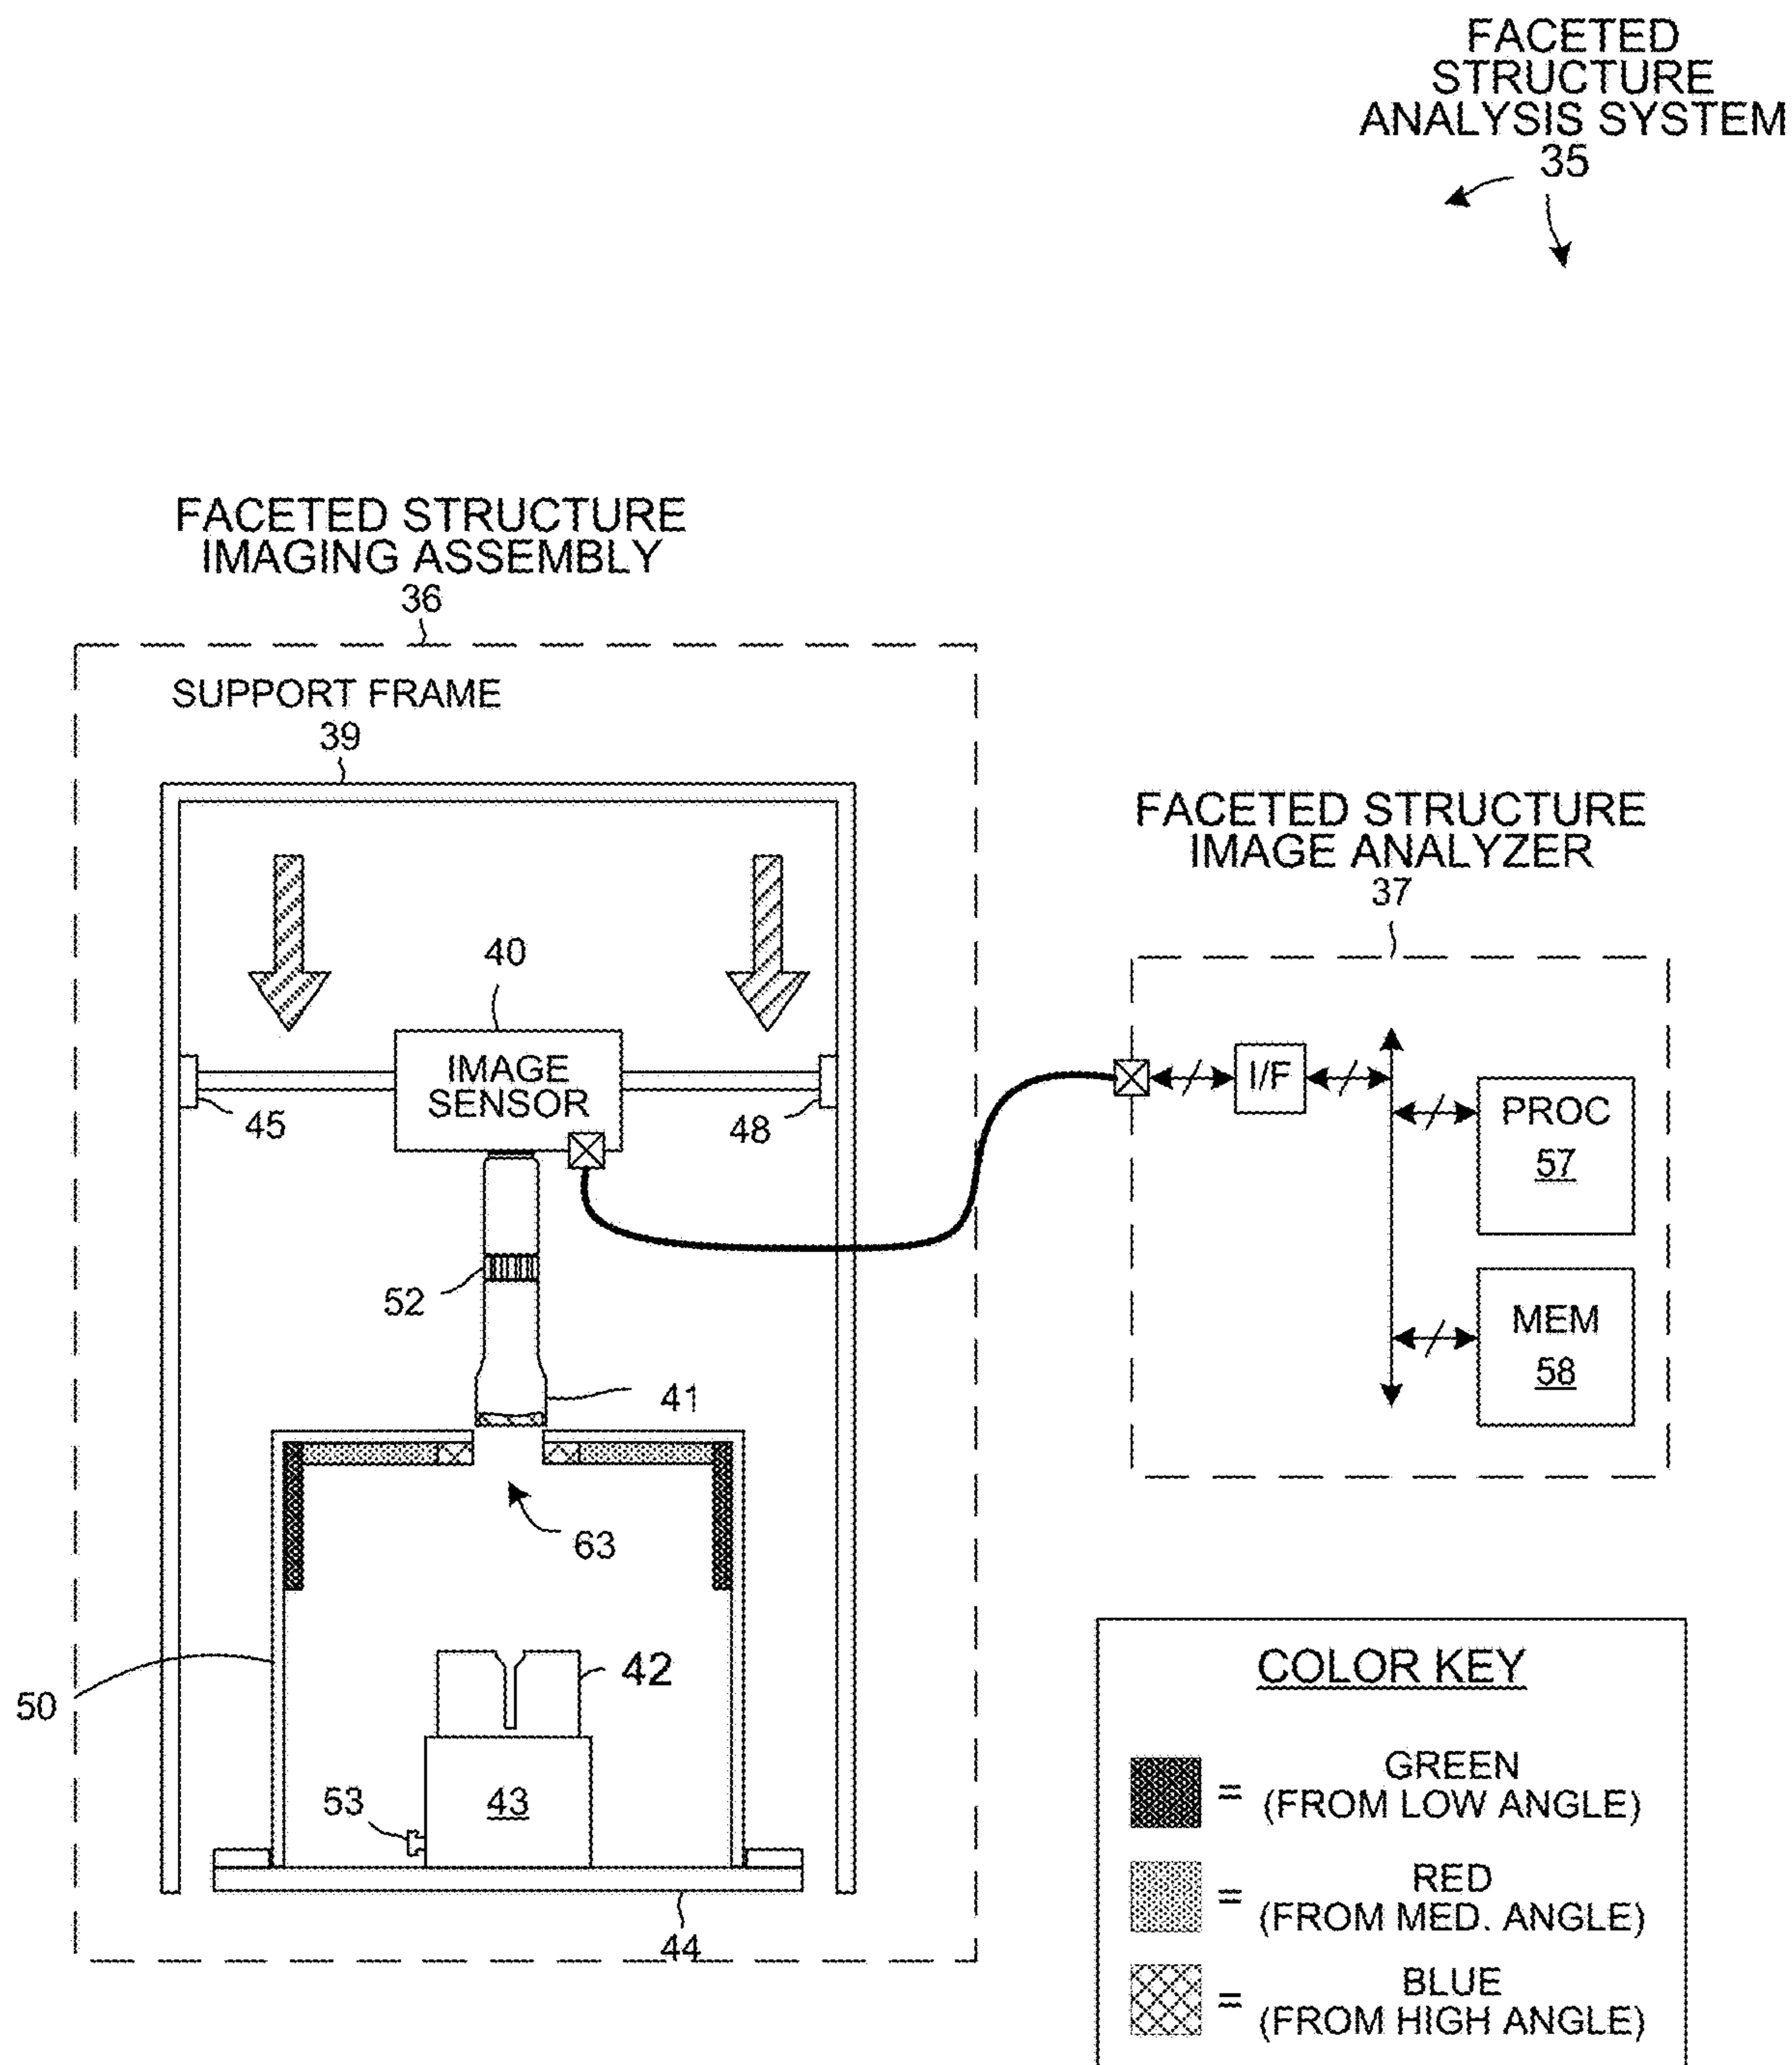 FACETED
STRUCTURE
ANALYSIS SYSTEM
35
FACETED STRUCTURE
IMAGING ASSEMBLY
36
SUPPORT FRAME
39
FACETED STRUCTURE
IMAGE ANALYZER
37
40
IMAGE
SENSOR
45
48
I/F
PROC
57
52
MEM
58
41
63
42
50
53
43
44
COLOR KEY
= GREEN
(FROM LOW ANGLE)
= RED
(FROM MED. ANGLE)
= BLUE
(FROM HIGH ANGLE)